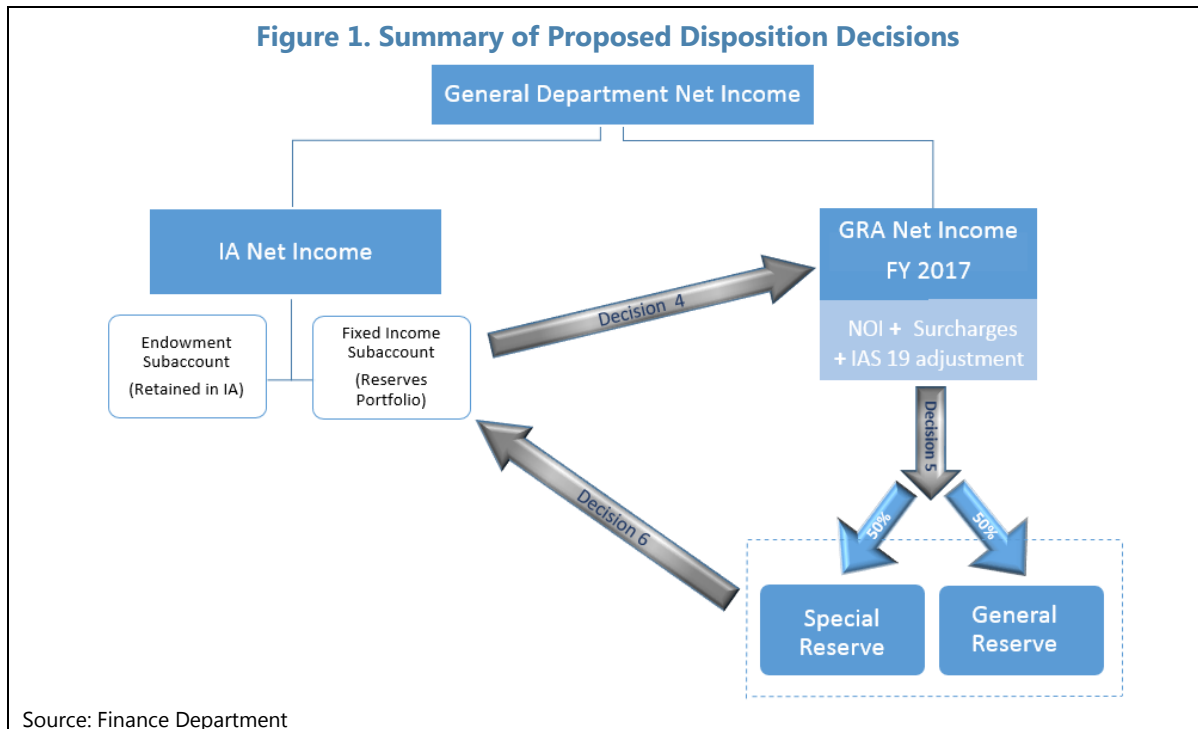 Figure 1. Summary of Proposed Disposition Decisions
General Department Net Income
IA Net Income
GRA Net Income
FY 2017
NOI + Surcharges
+ IAS 19 adjustment
Decision 4
Endowment
Subaccount
(Retained in IA)
Fixed Income
Subaccount
(Reserves
Portfolio)
Decision 5
Decision 6
50%
50%
Special
Reserve
General
Reserve
Source: Finance Department